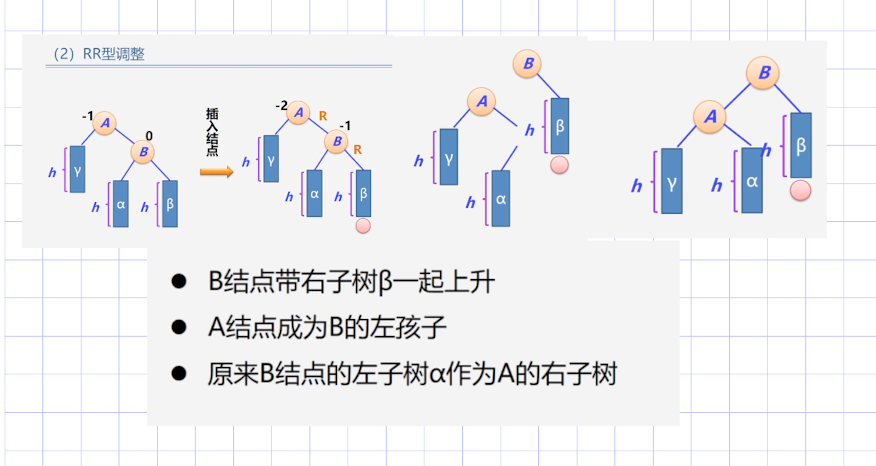 （2）RR型调整
-1
A
0
B
h
γ
h
α
h
β
插入结点
-2
A
R
-1
B
R
h
γ
h
α
h
β
B
A
h
β
h
γ
h
α
B
A
h
β
h
γ
h
α
● B结点带右子树β一起上升
● A结点成为B的左孩子
● 原来B结点的左子树α作为A的右子树